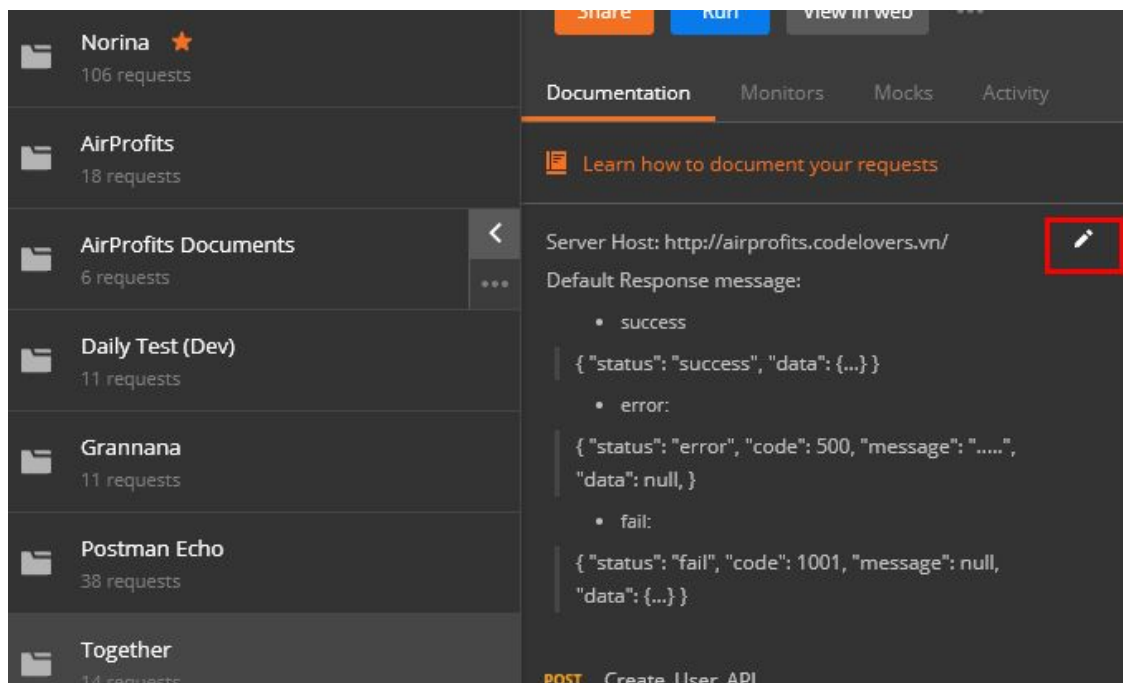 Norina
106 requests
AirProfits
18 requests
AirProfits Documents
6 requests
Daily Test (Dev)
11 requests
Grannana
11 requests
Postman Echo
38 requests
Together
14 requests
Share Run View in web
Documentation Monitors Mocks Activity
Learn how to document your requests
Server Host: http://airprofits.codelovers.vn/
Default Response message:
• success
{ "status": "success", "data": {...} }
• error:
{ "status": "error", "code": 500, "message": ".....",
"data": null, }
• fail:
{ "status": "fail", "code": 1001, "message": null,
"data": {...} }
POST Create_User_API